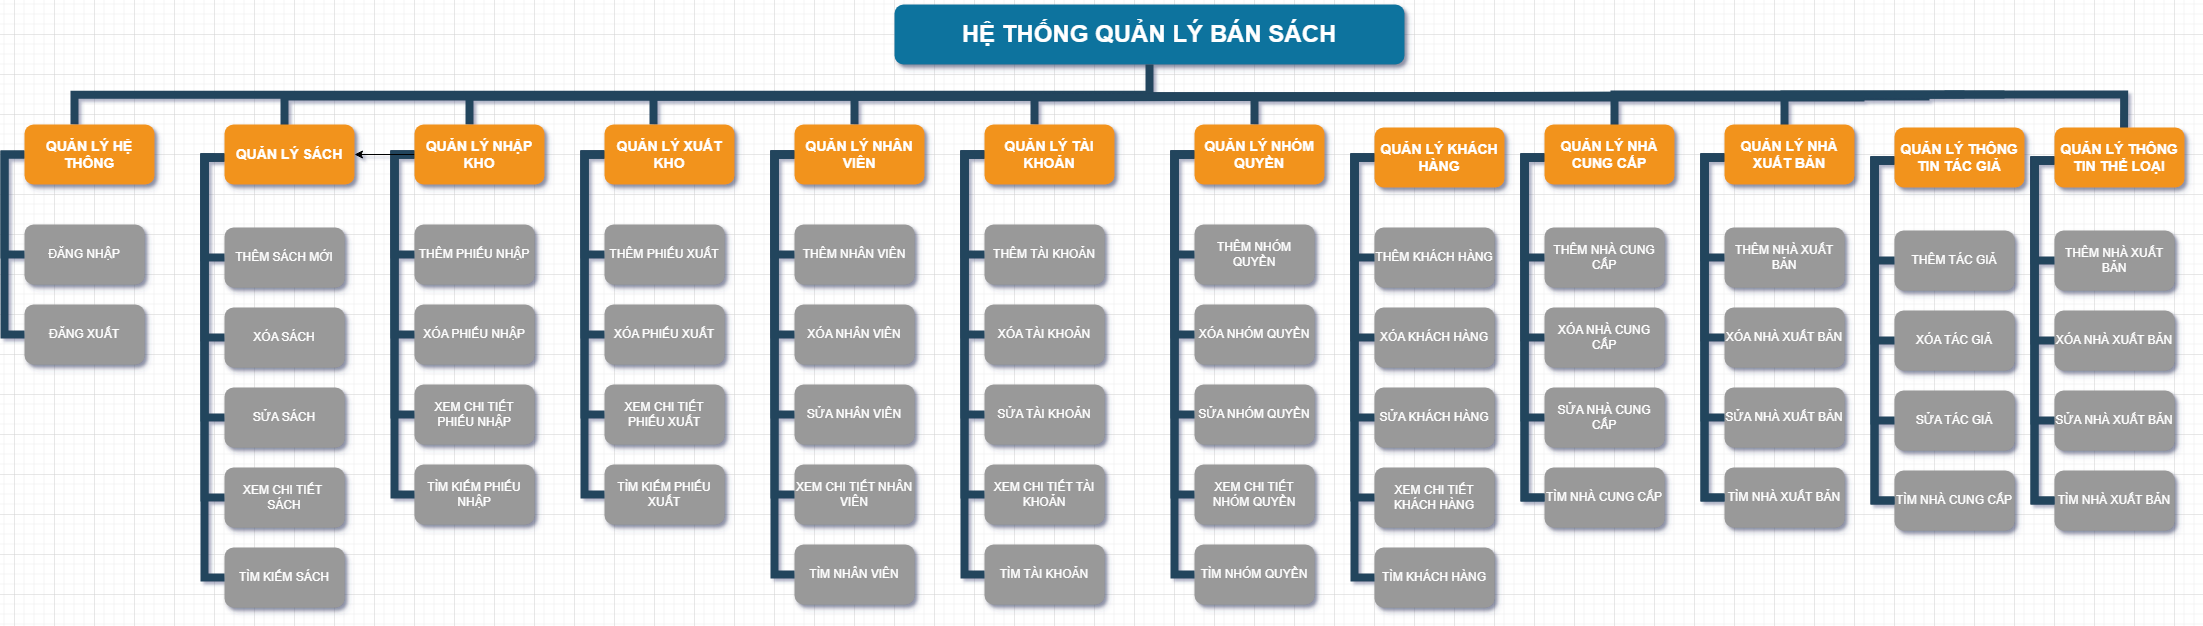 HỆ THỐNG QUẢN LÝ BÁN SÁCH
QUẢN LÝ HỆ
THỐNG
ĐĂNG NHẬP
ĐĂNG XUẤT
QUẢN LÝ SÁCH
THÊM SÁCH MỚI
XÓA SÁCH
SỬA SÁCH
XEM CHI TIẾT
SÁCH
TÌM KIẾM SÁCH
QUẢN LÝ NHẬP
KHO
THÊM PHIẾU NHẬP
XÓA PHIẾU NHẬP
XEM CHI TIẾT
PHIẾU NHẬP
TÌM KIẾM PHIẾU
NHẬP
QUẢN LÝ XUẤT
KHO
THÊM PHIẾU XUẤT
XÓA PHIẾU XUẤT
XEM CHI TIẾT
PHIẾU XUẤT
TÌM KIẾM PHIẾU
XUẤT
QUẢN LÝ NHÂN
VIÊN
THÊM NHÂN VIÊN
XÓA NHÂN VIÊN
SỬA NHÂN VIÊN
XEM CHI TIẾT NHÂN
VIÊN
TÌM NHÂN VIÊN
QUẢN LÝ TÀI
KHOẢN
THÊM TÀI KHOẢN
XÓA TÀI KHOẢN
SỬA TÀI KHOẢN
XEM CHI TIẾT TÀI
KHOẢN
TÌM TÀI KHOẢN
QUẢN LÝ NHÓM
QUYỀN
THÊM NHÓM
QUYỀN
XÓA NHÓM QUYỀN
SỬA NHÓM QUYỀN
XEM CHI TIẾT
NHÓM QUYỀN
TÌM NHÓM QUYỀN
QUẢN LÝ KHÁCH
HÀNG
THÊM KHÁCH HÀNG
XÓA KHÁCH HÀNG
SỬA KHÁCH HÀNG
XEM CHI TIẾT
KHÁCH HÀNG
TÌM KHÁCH HÀNG
QUẢN LÝ NHÀ
CUNG CẤP
THÊM NHÀ CUNG
CẤP
XÓA NHÀ CUNG
CẤP
SỬA NHÀ CUNG
CẤP
TÌM NHÀ CUNG CẤP
QUẢN LÝ NHÀ
XUẤT BẢN
THÊM NHÀ XUẤT
BẢN
XÓA NHÀ XUẤT BẢN
SỬA NHÀ XUẤT BẢN
TÌM NHÀ XUẤT BẢN
QUẢN LÝ THÔNG
TIN TÁC GIẢ
THÊM TÁC GIẢ
XÓA TÁC GIẢ
SỬA TÁC GIẢ
TÌM NHÀ CUNG CẤP
QUẢN LÝ THÔNG
TIN THỂ LOẠI
THÊM NHÀ XUẤT
BẢN
XÓA NHÀ XUẤT BẢN
SỬA NHÀ XUẤT BẢN
TÌM NHÀ XUẤT BẢN